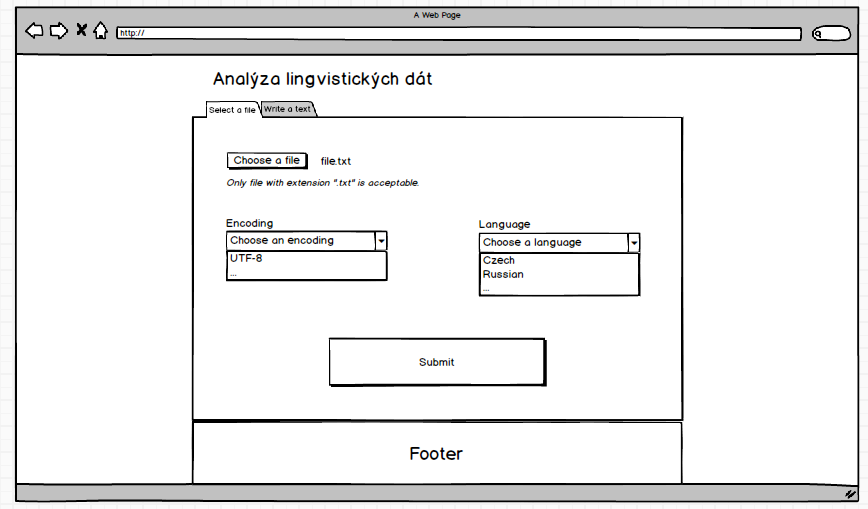 A Web Page
http://
Analýza lingvistických dát
Select a file Write a text
Choose a file file.txt
Only file with extension ".txt" is acceptable.
Encoding Language
Choose an encoding Choose a language
UTF-8 Czech
... Russian
...
Submit
Footer